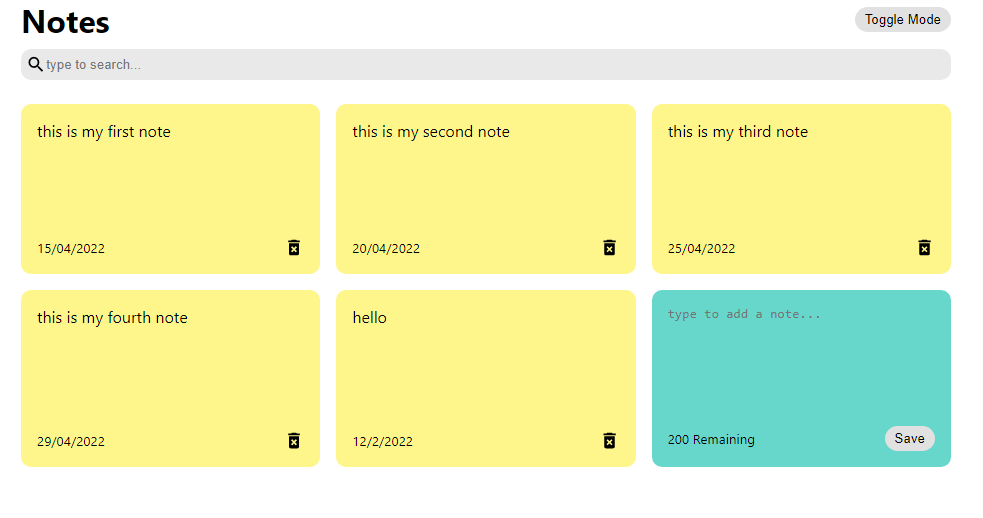 Notes
Toggle Mode
type to search...
this is my first note
this is my second note
this is my third note
15/04/2022
20/04/2022
25/04/2022
this is my fourth note
hello
type to add a note...
29/04/2022
12/2/2022
200 Remaining
Save